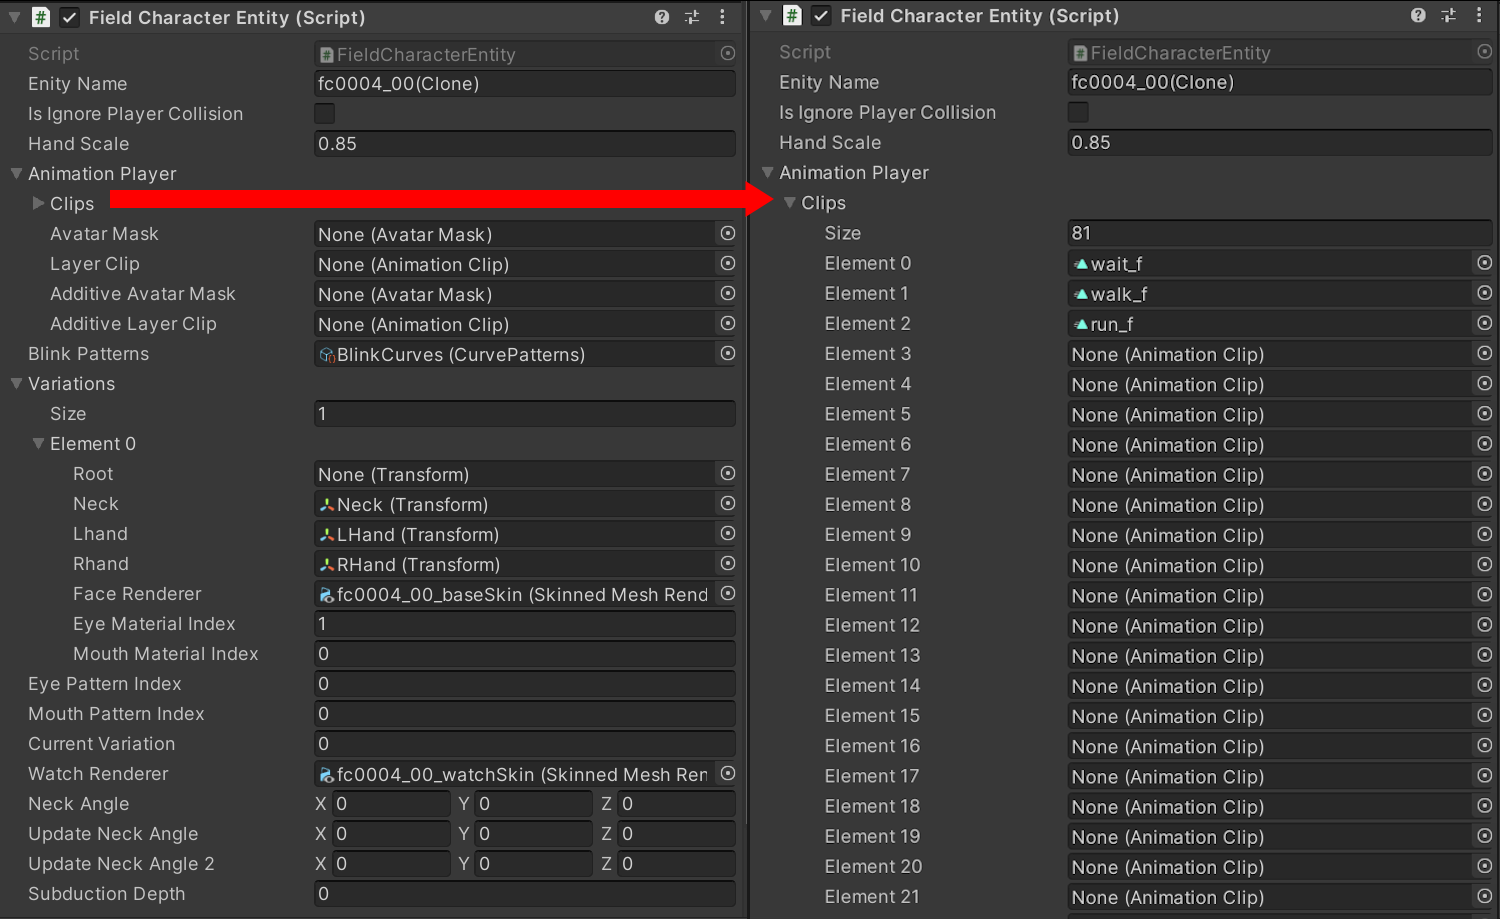 Field Character Entity (Script)
Script FieldCharacterEntity
Enity Name fc0004_00(Clone)
Is Ignore Player Collision
Hand Scale 0.85
Animation Player
Clips
Avatar Mask None (Avatar Mask)
Layer Clip None (Animation Clip)
Additive Avatar Mask None (Avatar Mask)
Additive Layer Clip None (Animation Clip)
Blink Patterns BlinkCurves (CurvePatterns)
Variations
Size 1
Element 0
Root None (Transform)
Neck Neck (Transform)
Lhand LHand (Transform)
Rhand RHand (Transform)
Face Renderer fc0004_00_baseSkin (Skinned Mesh Rend
Eye Material Index 1
Mouth Material Index 0
Eye Pattern Index 0
Mouth Pattern Index 0
Current Variation 0
Watch Renderer fc0004_00_watchSkin (Skinned Mesh Ren
Neck Angle X 0 Y 0 Z 0
Update Neck Angle X 0 Y 0 Z 0
Update Neck Angle 2 X 0 Y 0 Z 0
Subduction Depth 0
Field Character Entity (Script)
Script FieldCharacterEntity
Enity Name fc0004_00(Clone)
Is Ignore Player Collision
Hand Scale 0.85
Animation Player
Clips
Size 81
Element 0 wait_f
Element 1 walk_f
Element 2 run_f
Element 3 None (Animation Clip)
Element 4 None (Animation Clip)
Element 5 None (Animation Clip)
Element 6 None (Animation Clip)
Element 7 None (Animation Clip)
Element 8 None (Animation Clip)
Element 9 None (Animation Clip)
Element 10 None (Animation Clip)
Element 11 None (Animation Clip)
Element 12 None (Animation Clip)
Element 13 None (Animation Clip)
Element 14 None (Animation Clip)
Element 15 None (Animation Clip)
Element 16 None (Animation Clip)
Element 17 None (Animation Clip)
Element 18 None (Animation Clip)
Element 19 None (Animation Clip)
Element 20 None (Animation Clip)
Element 21 None (Animation Clip)